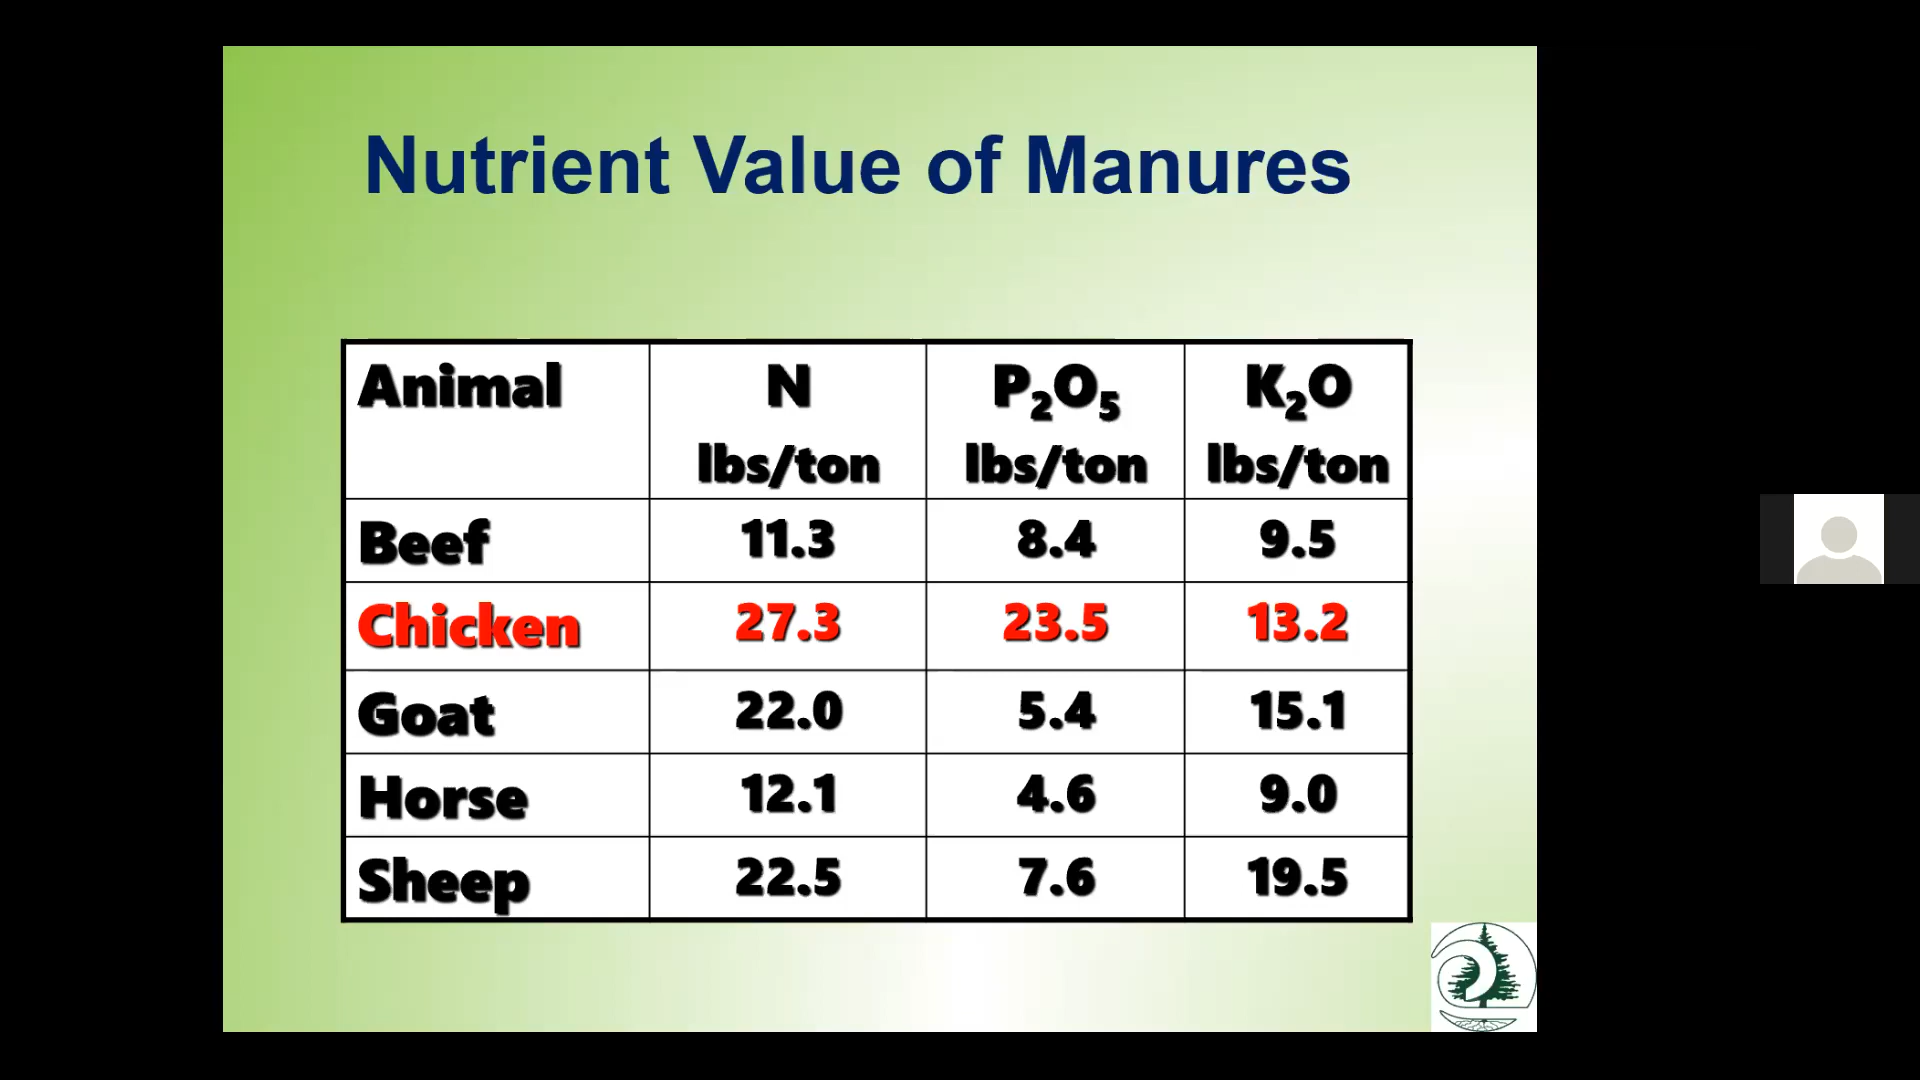 Nutrient Value of Manures
Animal N P₂O₅ K₂O
lbs/ton lbs/ton lbs/ton
Beef 11.3 8.4 9.5
Chicken 27.3 23.5 13.2
Goat 22.0 5.4 15.1
Horse 12.1 4.6 9.0
Sheep 22.5 7.6 19.5